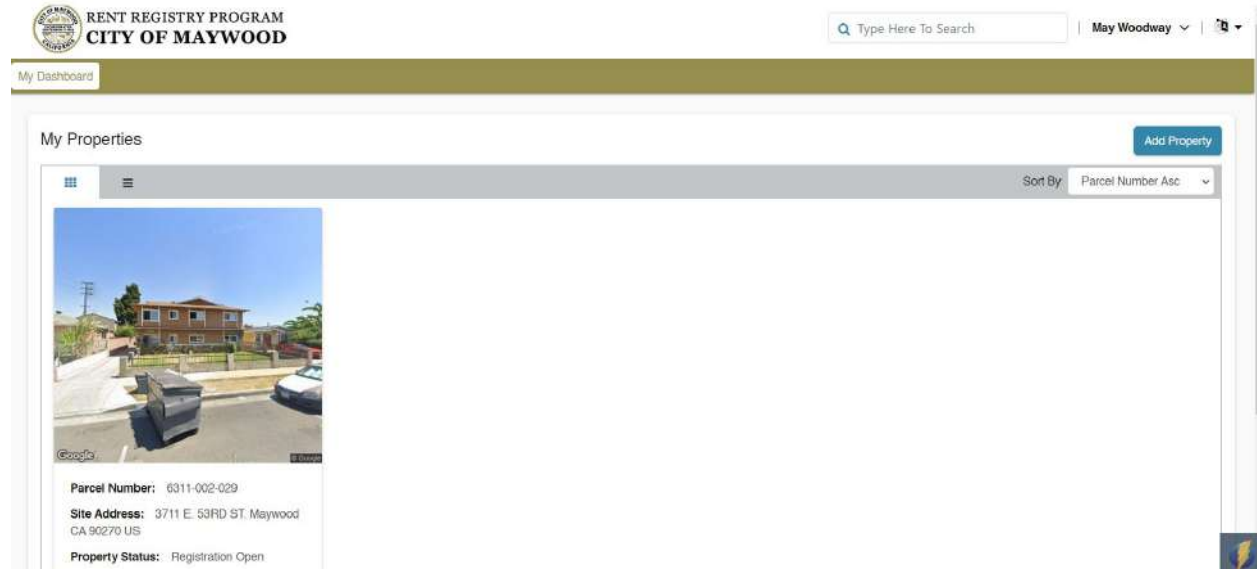 RENT REGISTRY PROGRAM
CITY OF MAYWOOD
Type Here To Search
May Woodway
My Dashboard
My Properties
Add Property
Sort By
Parcel Number Asc
Google
© Google
Parcel Number: 6311-002-029
Site Address: 3711 E. 53RD ST. Maywood
CA 90270 US
Property Status: Registration Open